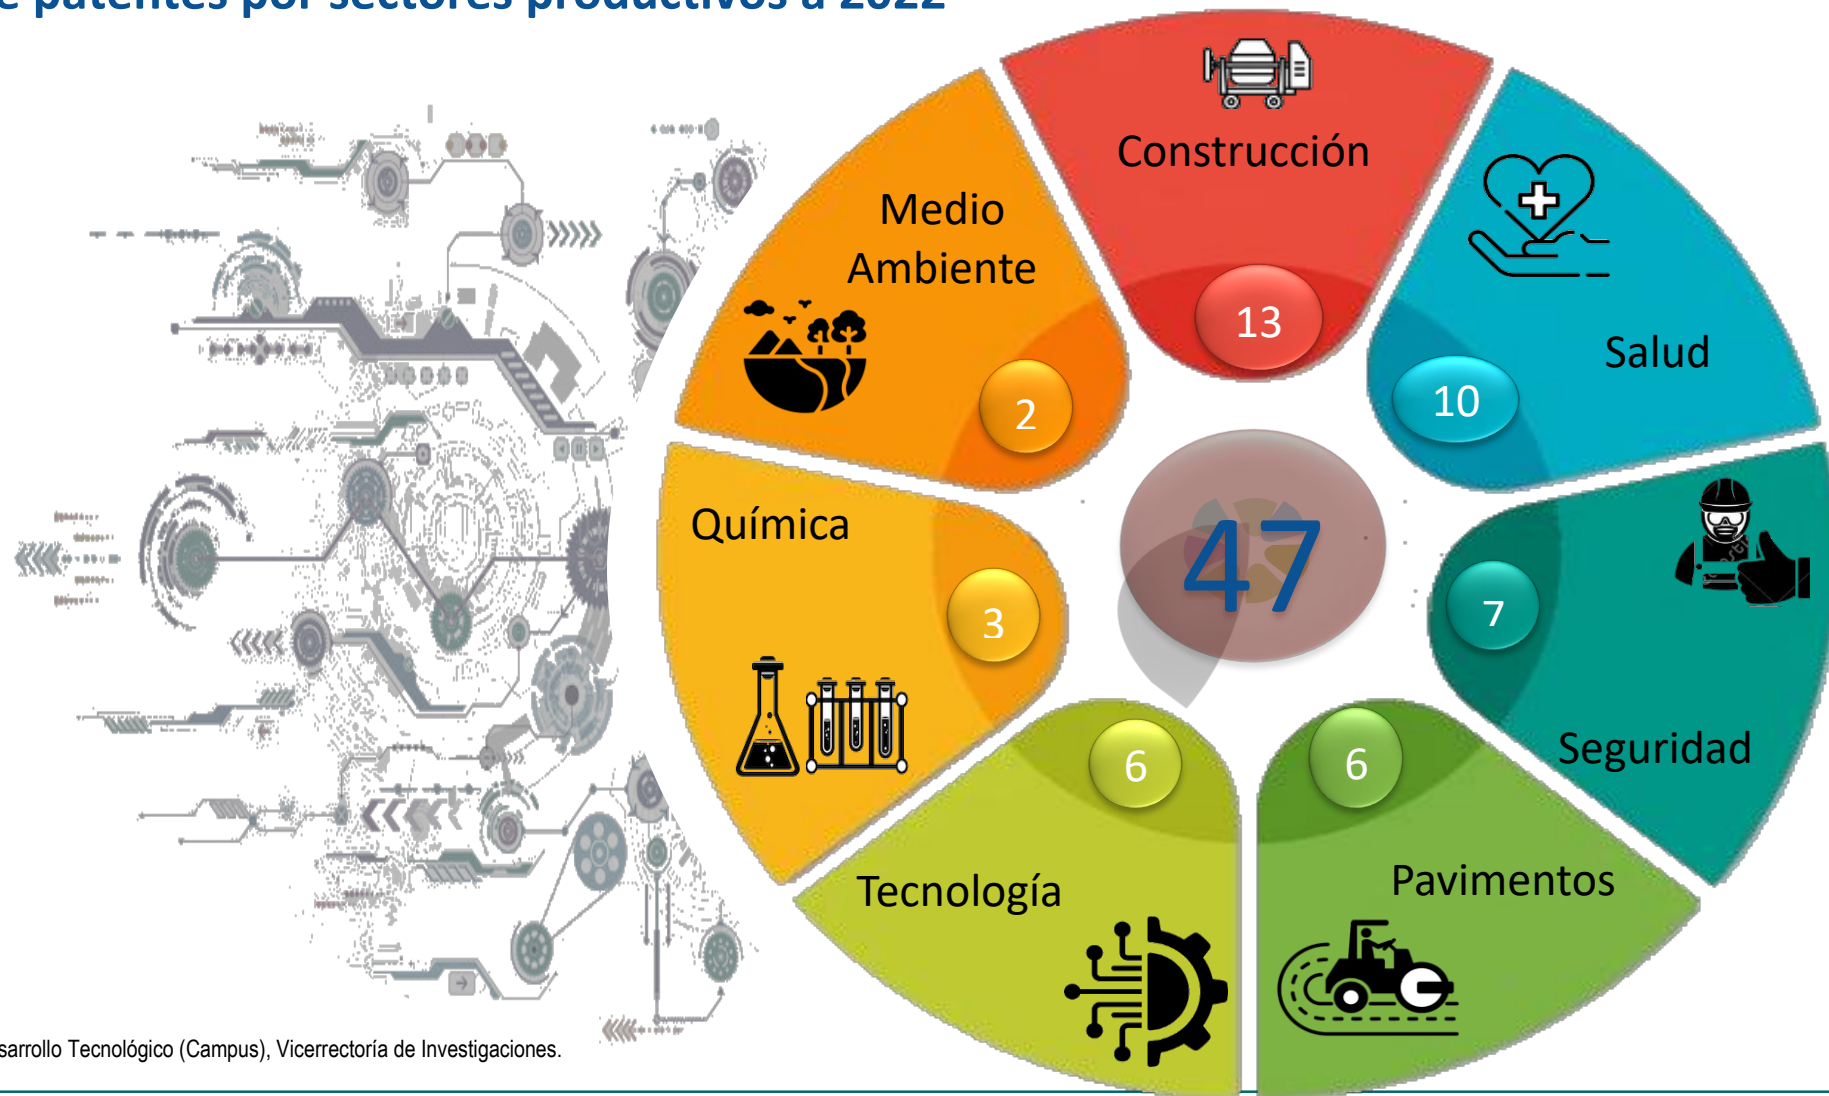 e patentes por sectores productivos a 2022
Construcción
13
Medio
Ambiente
2
Salud
10
Química
3
47
Seguridad
7
Tecnología
6
Pavimentos
6
sarrollo Tecnológico (Campus), Vicerrectoría de Investigaciones.